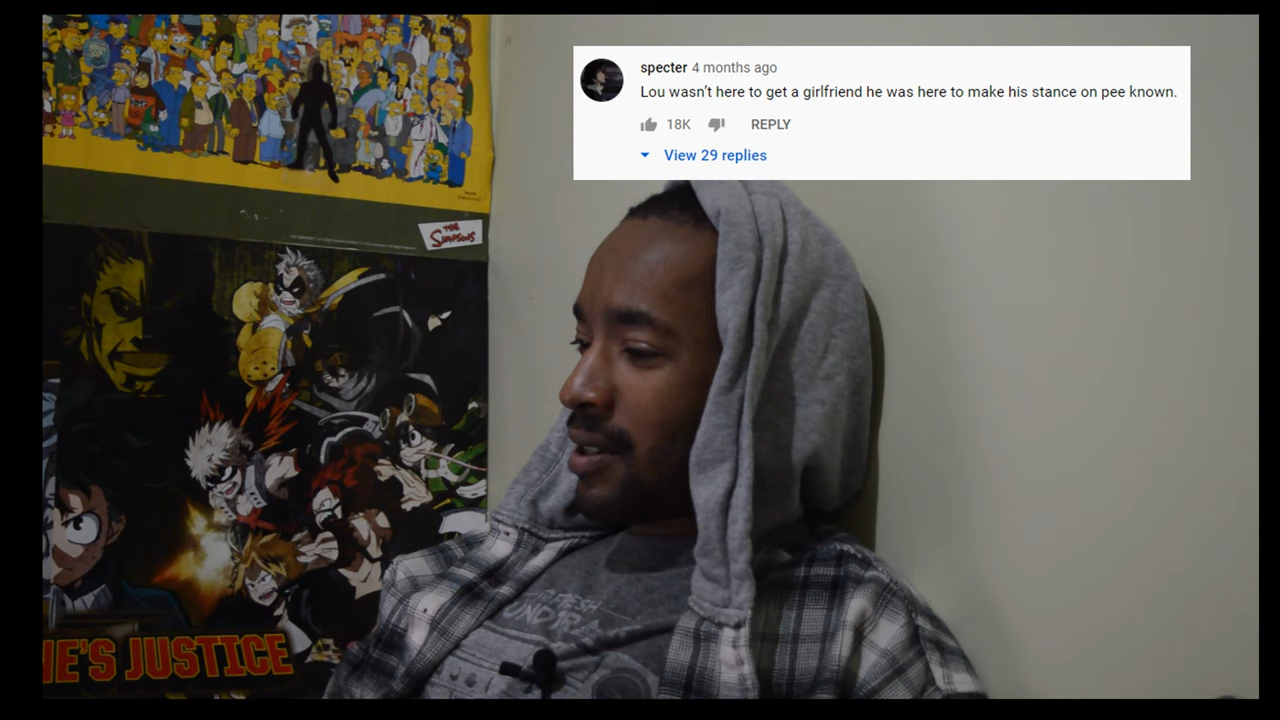 specter 4 months ago
Lou wasn't here to get a girlfriend he was here to make his stance on pee known.
18K REPLY
View 29 replies
THE
SIMPSONS
FRESH
JUSTICE